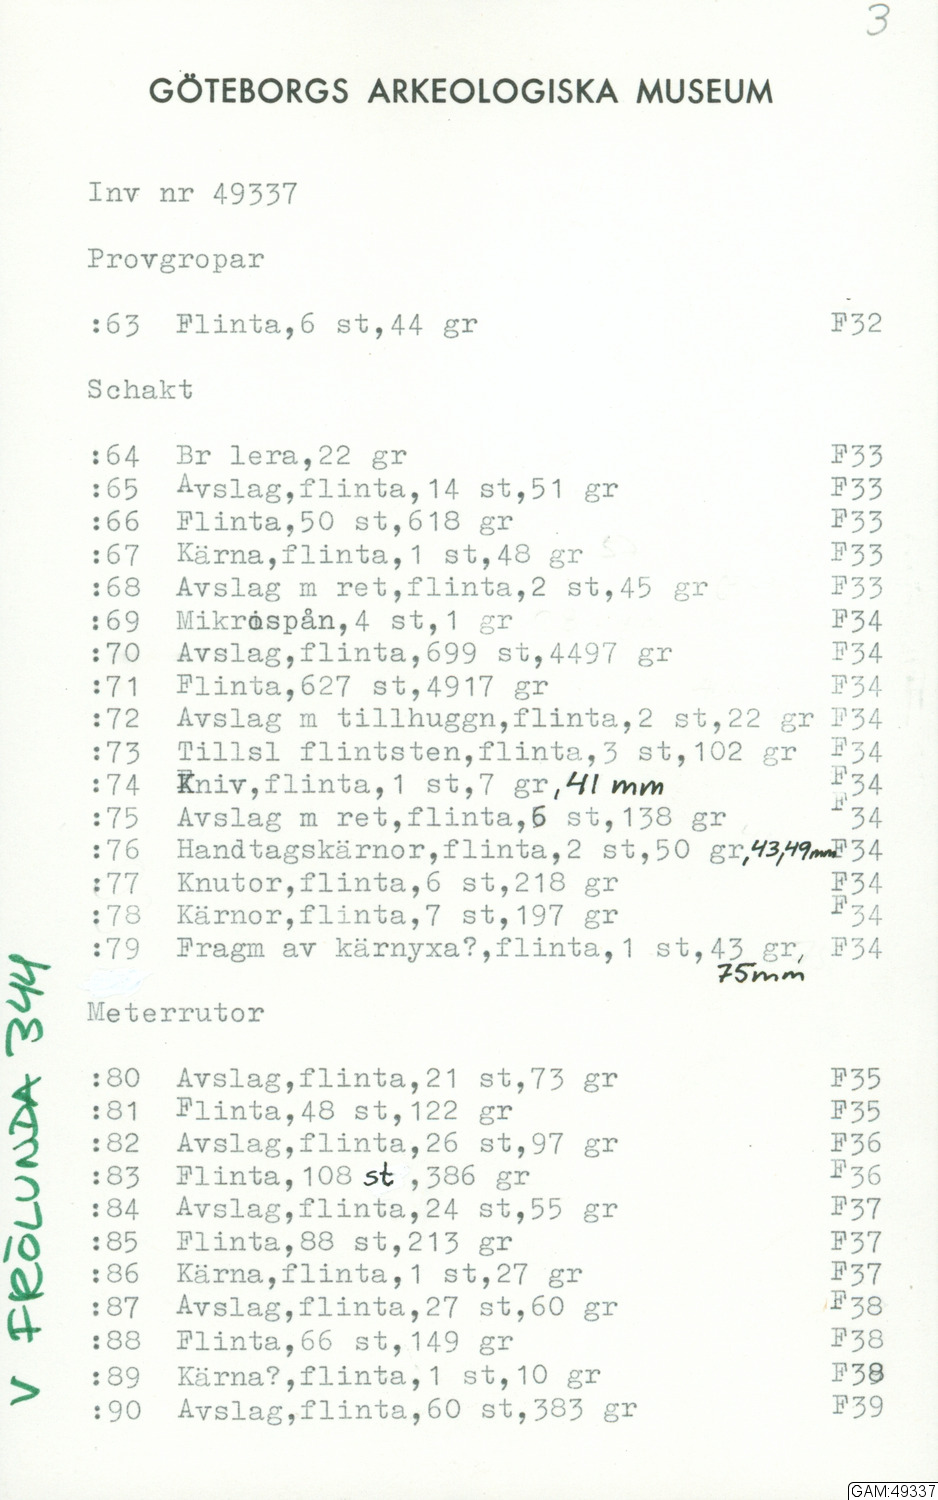 3
GÖTEBORGS ARKEOLOGISKA MUSEUM
Inv nr 49337
Provgropar
:63 Flinta,6 st,44 gr F32
Schakt
:64 Br lera,22 gr F33
:65 Avslag,flinta,14 st,51 gr F33
:66 Flinta,50 st,618 gr F33
:67 Kärna,flinta,1 st,48 gr F33
:68 Avslag m ret,flinta,2 st,45 gr F33
:69 Mikrospån,4 st,1 gr F34
:70 Avslag,flinta,699 st,4497 gr F34
:71 Flinta,627 st,4917 gr F34
:72 Avslag m tillhuggn,flinta,2 st,22 gr F34
:73 Tillsl flintsten,flinta,3 st,102 gr F34
:74 Kniv,flinta,1 st,7 gr,41 mm F34
:75 Avslag m ret,flinta,6 st,138 gr F34
:76 Handtagskärnor,flinta,2 st,50 gr,43,49mm F34
:77 Knutor,flinta,6 st,218 gr F34
:78 Kärnor,flinta,7 st,197 gr F34
:79 Fragm av kärnyxa?,flinta,1 st,43 gr, F34
75mm
Meterrutor
:80 Avslag,flinta,21 st,73 gr F35
:81 Flinta,48 st,122 gr F35
:82 Avslag,flinta,26 st,97 gr F36
:83 Flinta,108 st ,386 gr F36
:84 Avslag,flinta,24 st,55 gr F37
:85 Flinta,88 st,213 gr F37
:86 Kärna,flinta,1 st,27 gr F37
:87 Avslag,flinta,27 st,60 gr F38
:88 Flinta,66 st,149 gr F38
:89 Kärna?,flinta,1 st,10 gr F38
:90 Avslag,flinta,60 st,383 gr F39
V FRÖLUNDA 344
GAM:49337